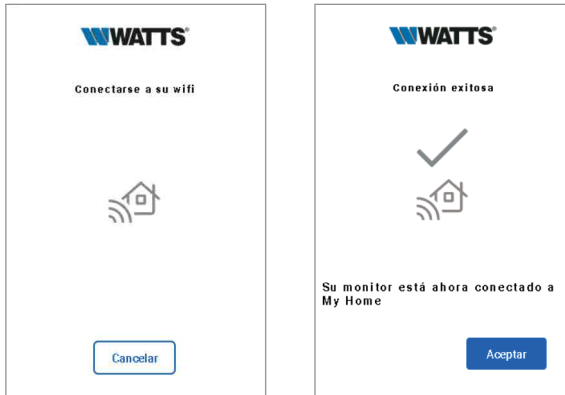 WATTS®
Conectarse a su wifi
Cancelar
WATTS®
Conexión exitosa
Su monitor está ahora conectado a
My Home
Aceptar